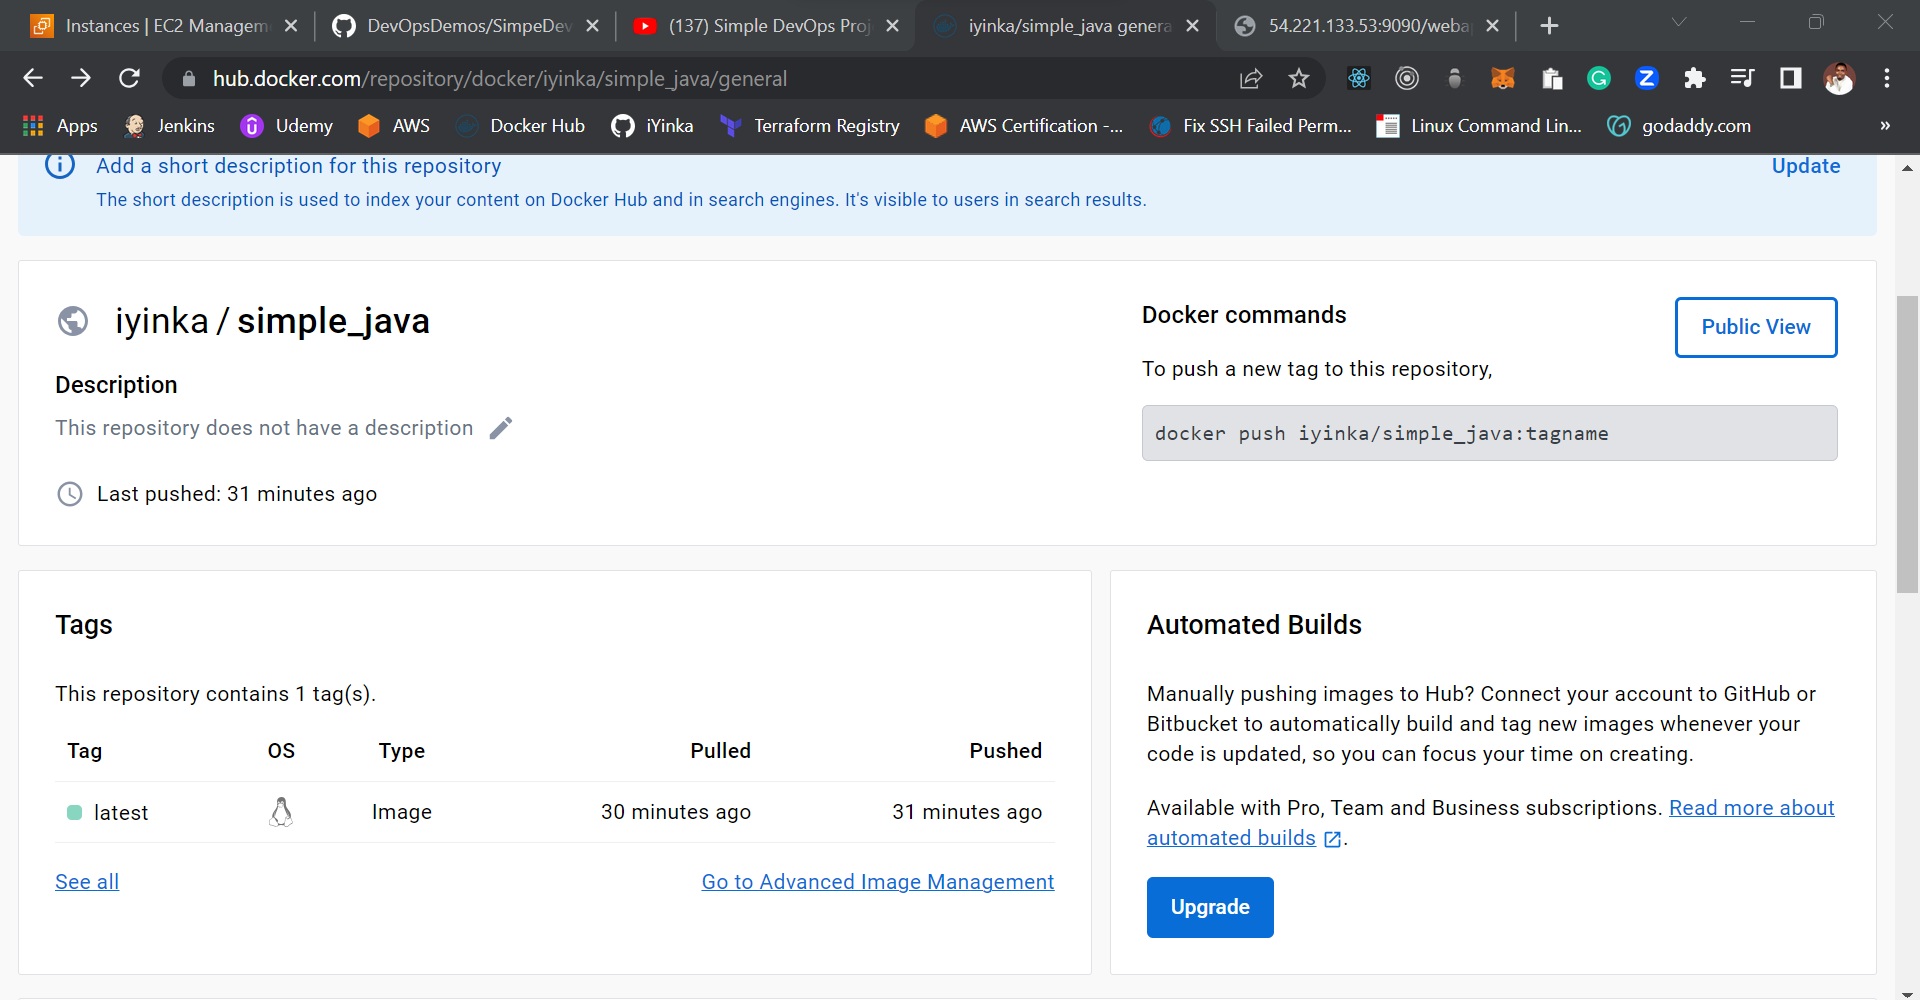 Instances | EC2 Managem
DevOpsDemos/SimpeDev
(137) Simple DevOps Proj
iyinka/simple_java genera
54.221.133.53:9090/weba
hub.docker.com/repository/docker/iyinka/simple_java/general
Apps
Jenkins
Udemy
AWS
Docker Hub
iYinka
Terraform Registry
AWS Certification -...
Fix SSH Failed Perm...
Linux Command Lin...
godaddy.com
»
Add a short description for this repository
Update
The short description is used to index your content on Docker Hub and in search engines. It's visible to users in search results.
iyinka / simple_java
Description
This repository does not have a description
Last pushed: 31 minutes ago
Docker commands
Public View
To push a new tag to this repository,
docker push iyinka/simple_java:tagname
Tags
This repository contains 1 tag(s).
Tag OS Type Pulled Pushed
latest Image 30 minutes ago 31 minutes ago
See all
Go to Advanced Image Management
Automated Builds
Manually pushing images to Hub? Connect your account to GitHub or
Bitbucket to automatically build and tag new images whenever your
code is updated, so you can focus your time on creating.
Available with Pro, Team and Business subscriptions. Read more about
automated builds .
Upgrade